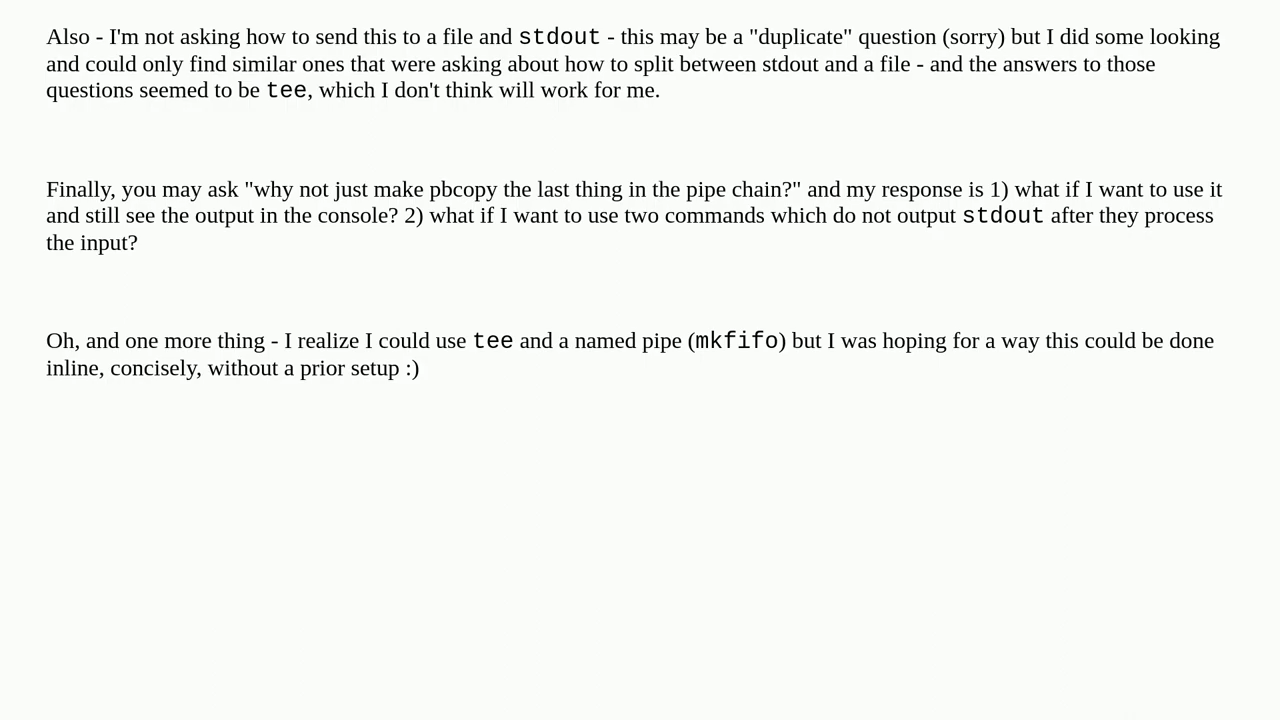 Also - I'm not asking how to send this to a file and stdout - this may be a "duplicate" question (sorry) but I did some looking
and could only find similar ones that were asking about how to split between stdout and a file - and the answers to those
questions seemed to be tee, which I don't think will work for me.
Finally, you may ask "why not just make pbcopy the last thing in the pipe chain?" and my response is 1) what if I want to use it
and still see the output in the console? 2) what if I want to use two commands which do not output stdout after they process
the input?
Oh, and one more thing - I realize I could use tee and a named pipe (mkfifo) but I was hoping for a way this could be done
inline, concisely, without a prior setup :)